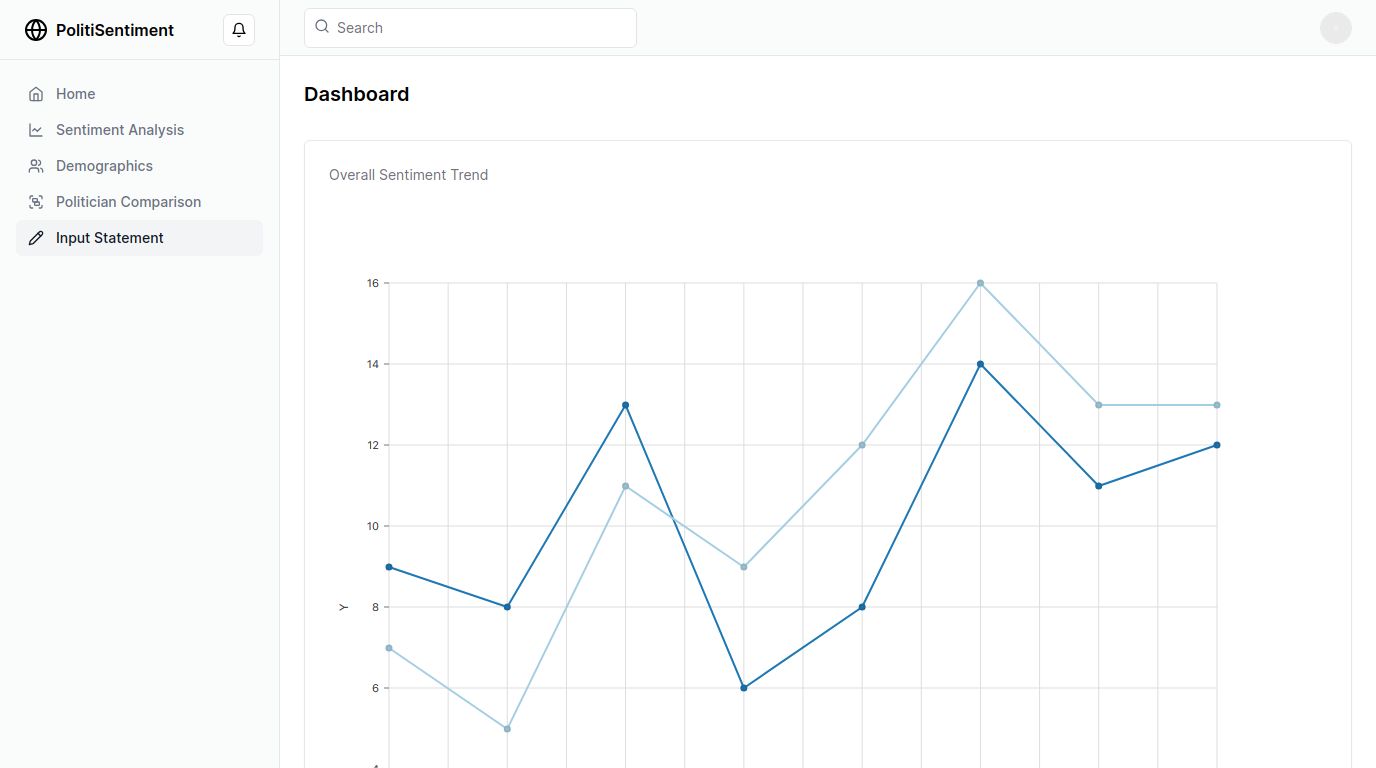 PolitiSentiment
Search
Home
Sentiment Analysis
Demographics
Politician Comparison
Input Statement
Dashboard
Overall Sentiment Trend
16
14
12
10
Y
8
6